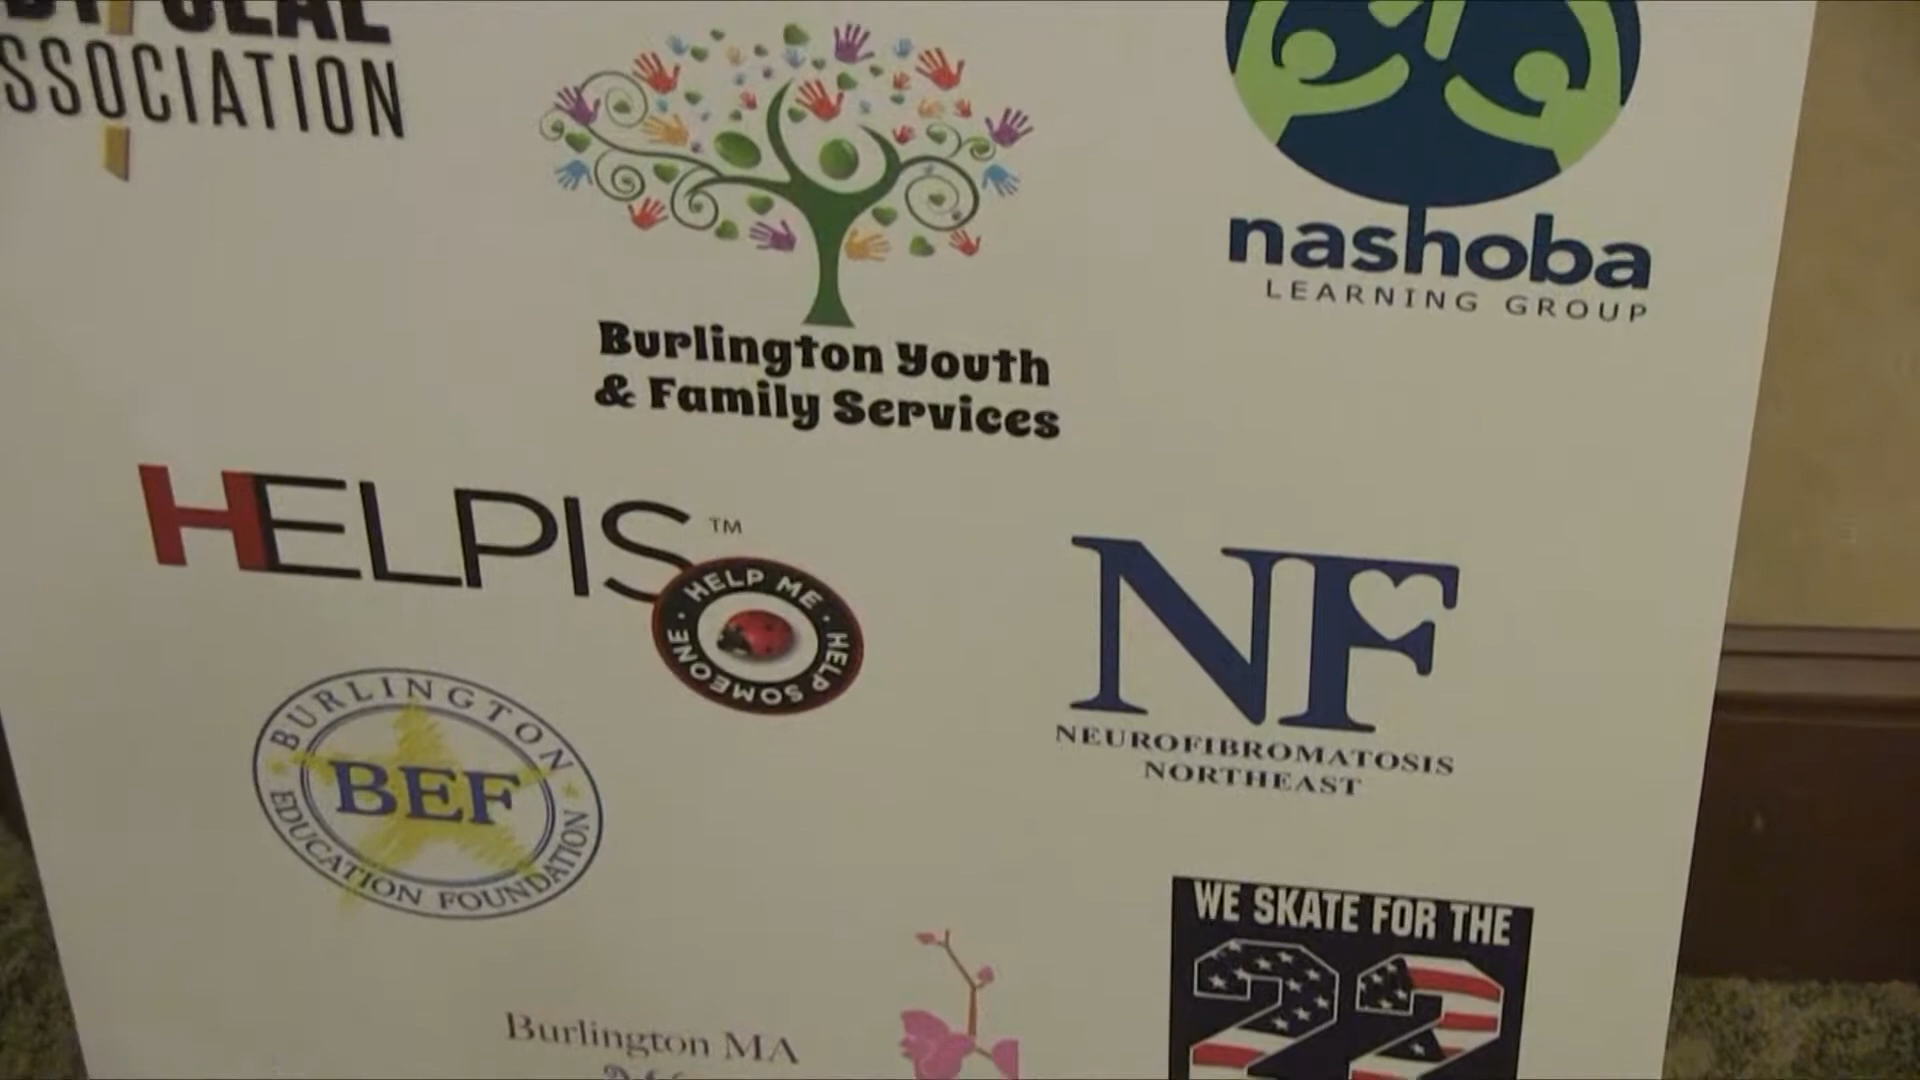 ASSOCIATION
Burlington Youth
& Family Services
nashoba
LEARNING GROUP
HELPIS™
HELP ME · HELP SOMEONE ·
NF
NEUROFIBROMATOSIS
NORTHEAST
BURLINGTON
BEF
EDUCATION FOUNDATION
WE SKATE FOR THE
22
Burlington MA